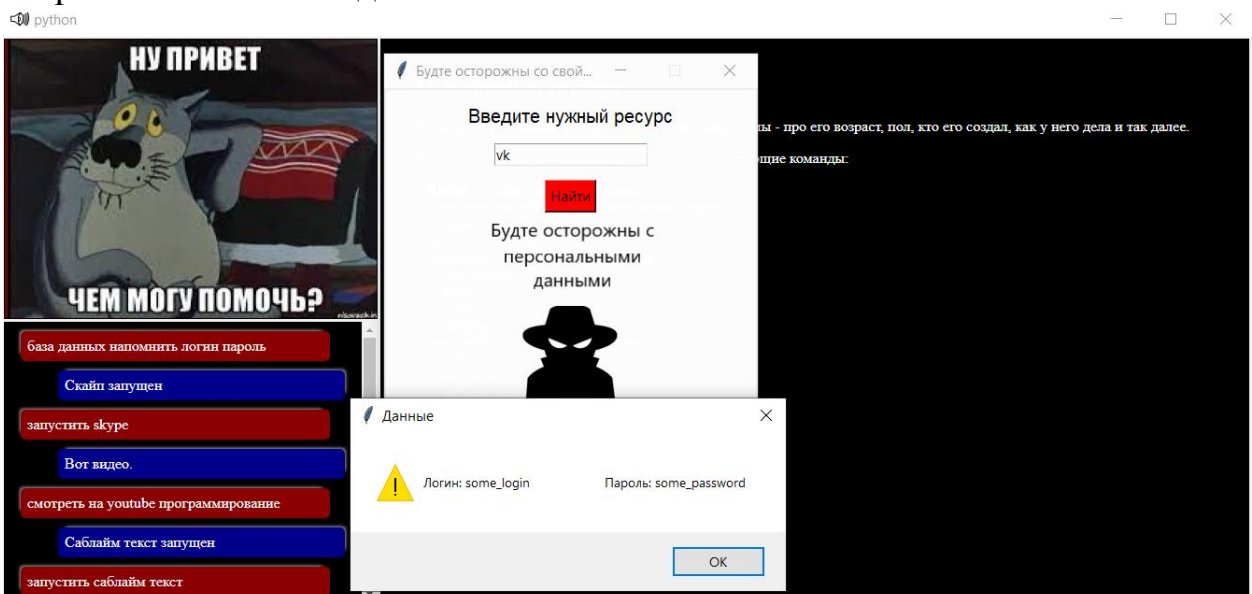 python
НУ ПРИВЕТ
ЧЕМ МОГУ ПОМОЧЬ?
база данных напомнить логин пароль
Скайп запущен
запустить skype
Вот видео.
смотреть на youtube программирование
Саблайм текст запущен
запустить саблайм текст
Будте осторожны со свой...
Введите нужный ресурс
vk
Найти
Будте осторожны с
персональными
данными
- про его возраст, пол, кто его создал, как у него дела и так далее.
команды:
Данные
Логин: some_login Пароль: some_password
OK